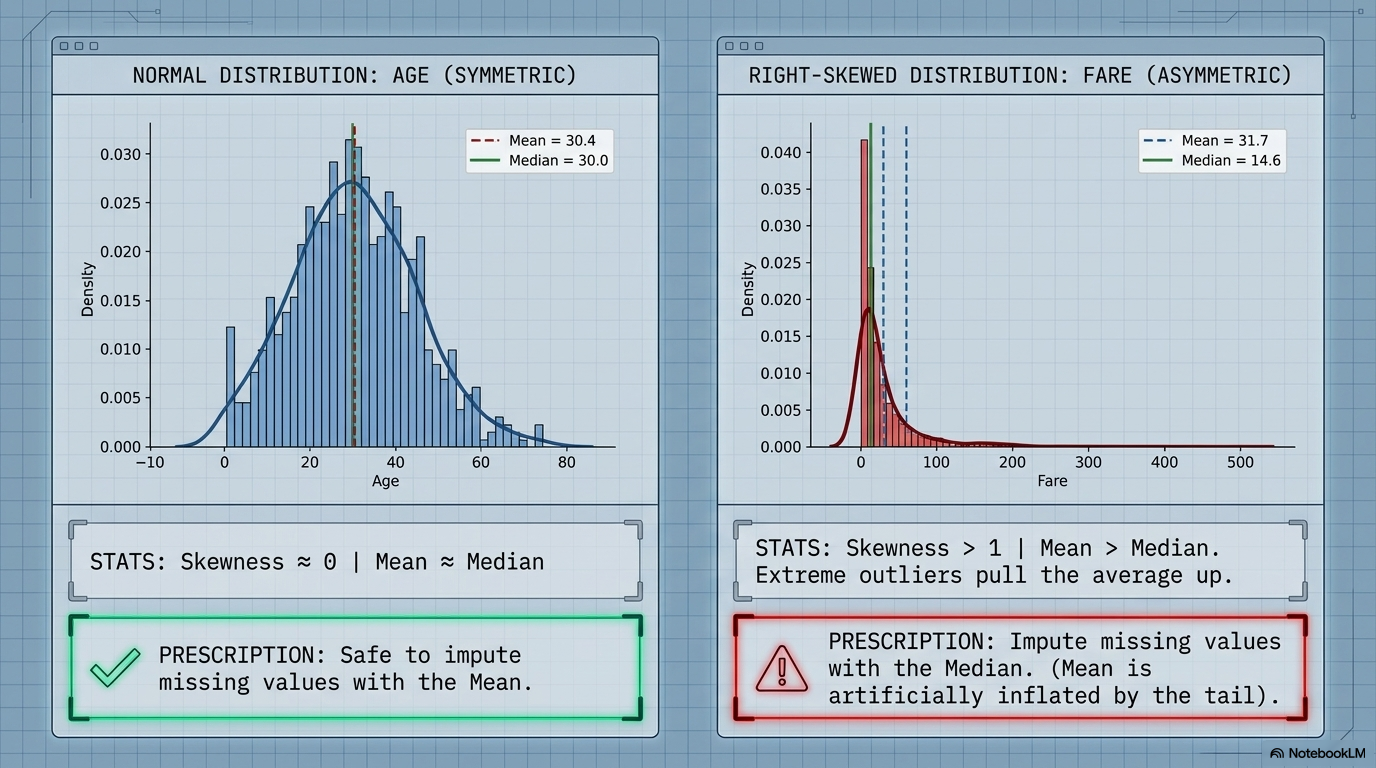 NORMAL DISTRIBUTION: AGE (SYMMETRIC)
Mean = 30.4
Median = 30.0
0.030
0.025
0.020
0.015
0.010
0.005
0.000
Density
−10
0
20
40
60
80
Age
STATS: Skewness ≈ 0 | Mean ≈ Median
PRESCRIPTION: Safe to impute
missing values with the Mean.
RIGHT-SKEWED DISTRIBUTION: FARE (ASYMMETRIC)
Mean = 31.7
Median = 14.6
0.040
0.035
0.030
0.025
0.020
0.015
0.010
0.005
0.000
Density
0
100
200
300
400
500
Fare
STATS: Skewness > 1 | Mean > Median.
Extreme outliers pull the average up.
PRESCRIPTION: Impute missing values
with the Median. (Mean is
artificially inflated by the tail).
NotebookLM